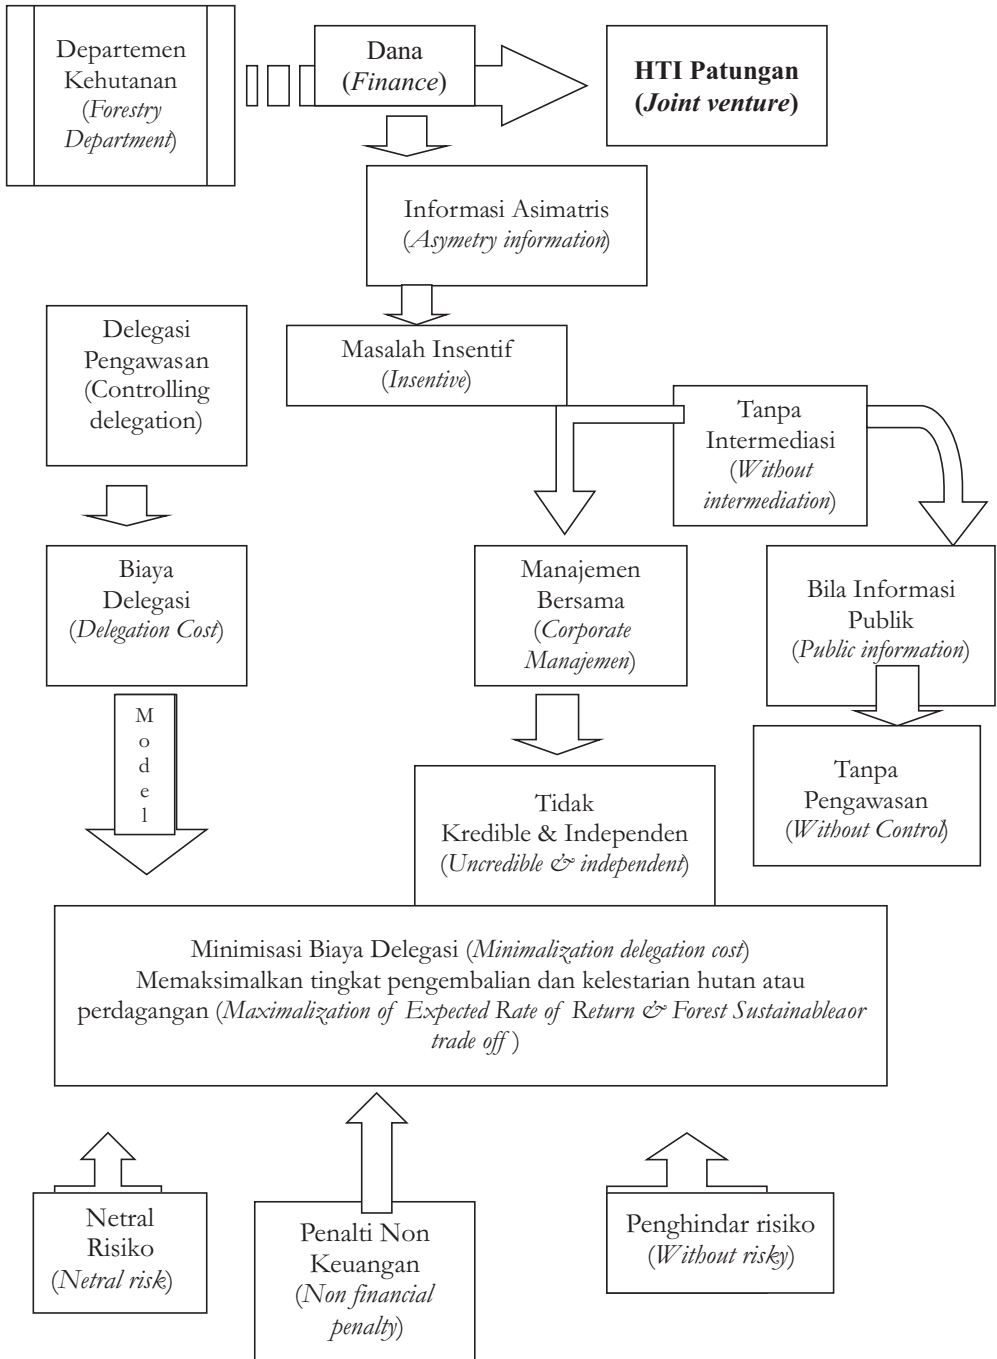 Departemen
Kehutanan
(Forestry
Department)
Dana
(Finance)
HTI Patungan
(Joint venture)
Informasi Asimatris
(Asymetry information)
Delegasi
Pengawasan
(Controlling
delegation)
Masalah Insentif
(Insentive)
Tanpa
Intermediasi
(Without
intermediation)
Biaya
Delegasi
(Delegation Cost)
Manajemen
Bersama
(Corporate
Manajemen)
Bila Informasi
Publik
(Public information)
M
o
d
e
l
Tidak
Kredible & Independen
(Uncredible & independent)
Tanpa
Pengawasan
(Without Control)
Minimisasi Biaya Delegasi (Minimalization delegation cost)
Memaksimalkan tingkat pengembalian dan kelestarian hutan atau
perdagangan (Maximalization of Expected Rate of Return & Forest Sustainableaor
trade off )
Netral
Risiko
(Netral risk)
Penalti Non
Keuangan
(Non financial
penalty)
Penghindar risiko
(Without risky)